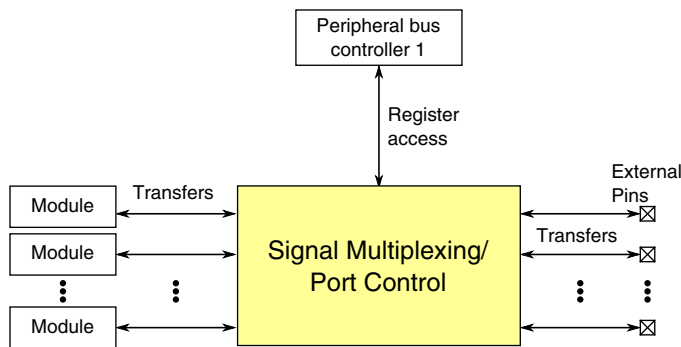 Peripheral bus
controller 1
Register
access
External
Pins
Module
Transfers
Module
Transfers
Signal Multiplexing/
Port Control
Module